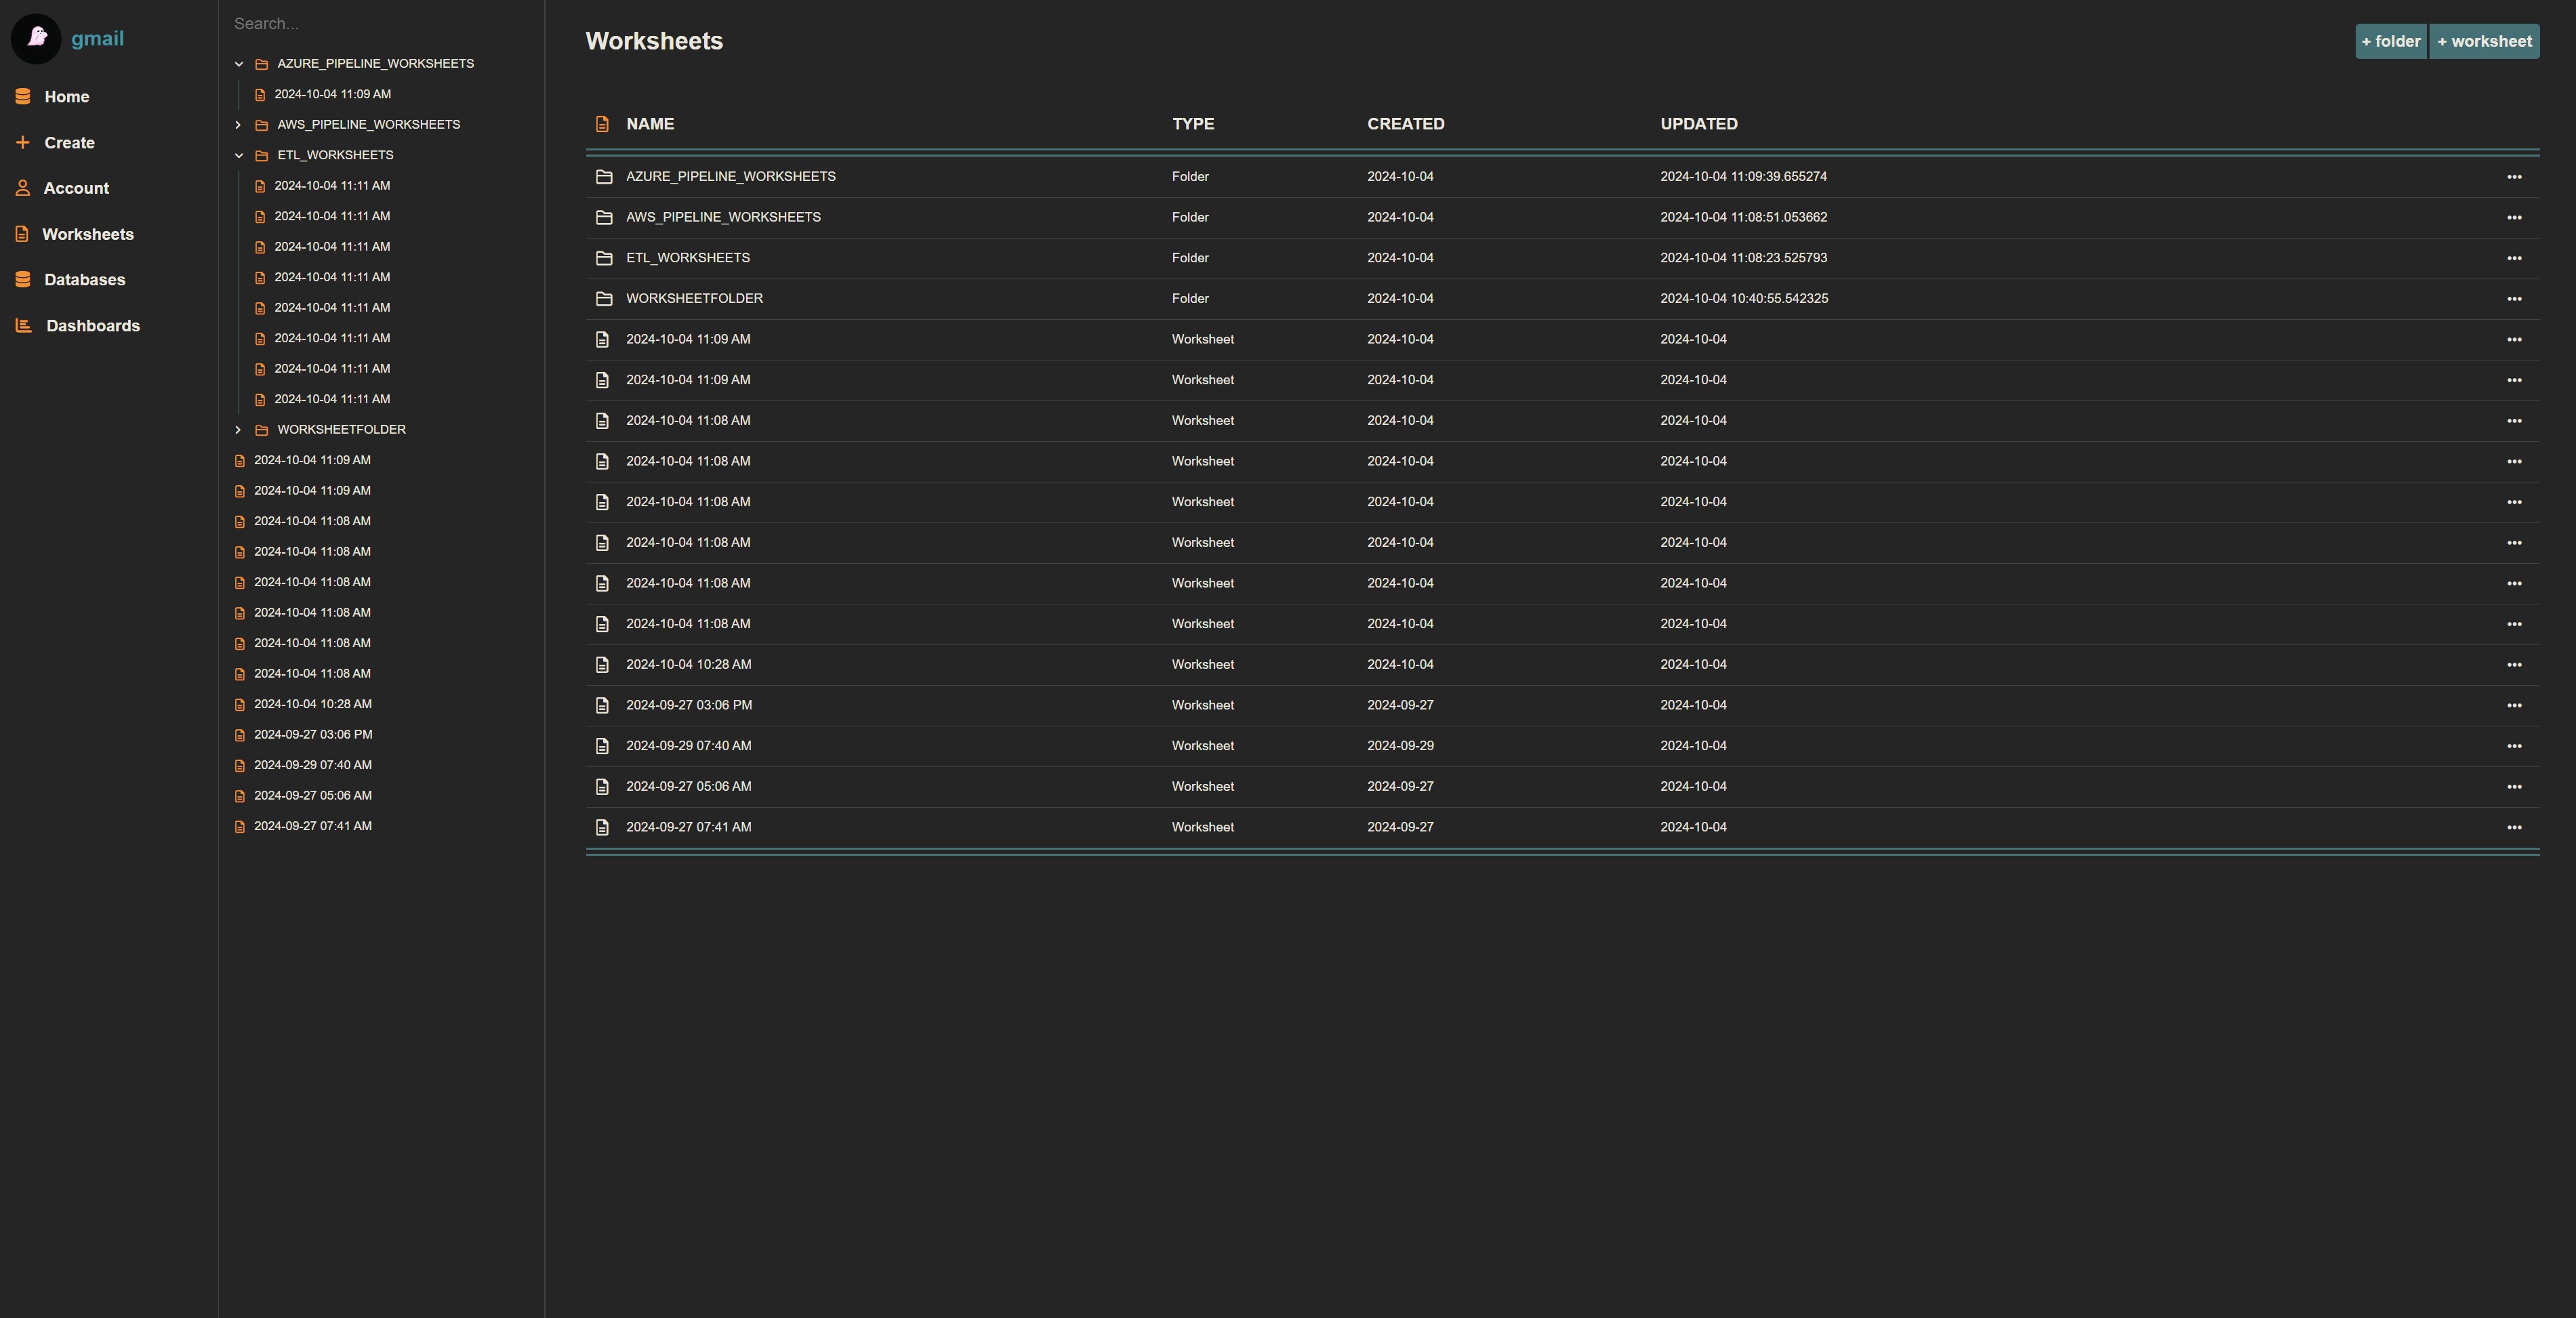 gmail
Home
Create
Account
Worksheets
Databases
Dashboards
Search...
AZURE_PIPELINE_WORKSHEETS
2024-10-04 11:09 AM
AWS_PIPELINE_WORKSHEETS
ETL_WORKSHEETS
2024-10-04 11:11 AM
2024-10-04 11:11 AM
2024-10-04 11:11 AM
2024-10-04 11:11 AM
2024-10-04 11:11 AM
2024-10-04 11:11 AM
2024-10-04 11:11 AM
2024-10-04 11:11 AM
WORKSHEETFOLDER
2024-10-04 11:09 AM
2024-10-04 11:09 AM
2024-10-04 11:08 AM
2024-10-04 11:08 AM
2024-10-04 11:08 AM
2024-10-04 11:08 AM
2024-10-04 11:08 AM
2024-10-04 11:08 AM
2024-10-04 10:28 AM
2024-09-27 03:06 PM
2024-09-29 07:40 AM
2024-09-27 05:06 AM
2024-09-27 07:41 AM
Worksheets
+ folder + worksheet
NAME TYPE CREATED UPDATED
AZURE_PIPELINE_WORKSHEETS Folder 2024-10-04 2024-10-04 11:09:39.655274
AWS_PIPELINE_WORKSHEETS Folder 2024-10-04 2024-10-04 11:08:51.053662
ETL_WORKSHEETS Folder 2024-10-04 2024-10-04 11:08:23.525793
WORKSHEETFOLDER Folder 2024-10-04 2024-10-04 10:40:55.542325
2024-10-04 11:09 AM Worksheet 2024-10-04 2024-10-04
2024-10-04 11:09 AM Worksheet 2024-10-04 2024-10-04
2024-10-04 11:08 AM Worksheet 2024-10-04 2024-10-04
2024-10-04 11:08 AM Worksheet 2024-10-04 2024-10-04
2024-10-04 11:08 AM Worksheet 2024-10-04 2024-10-04
2024-10-04 11:08 AM Worksheet 2024-10-04 2024-10-04
2024-10-04 11:08 AM Worksheet 2024-10-04 2024-10-04
2024-10-04 11:08 AM Worksheet 2024-10-04 2024-10-04
2024-10-04 10:28 AM Worksheet 2024-10-04 2024-10-04
2024-09-27 03:06 PM Worksheet 2024-09-27 2024-10-04
2024-09-29 07:40 AM Worksheet 2024-09-29 2024-10-04
2024-09-27 05:06 AM Worksheet 2024-09-27 2024-10-04
2024-09-27 07:41 AM Worksheet 2024-09-27 2024-10-04